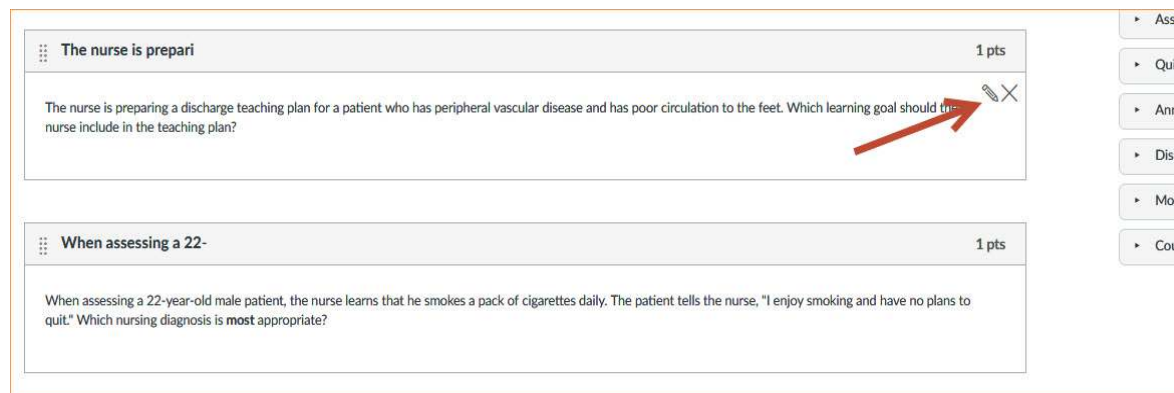 The nurse is prepari
1 pts
The nurse is preparing a discharge teaching plan for a patient who has peripheral vascular disease and has poor circulation to the feet. Which learning goal should the
nurse include in the teaching plan?
When assessing a 22-
1 pts
When assessing a 22-year-old male patient, the nurse learns that he smokes a pack of cigarettes daily. The patient tells the nurse, "I enjoy smoking and have no plans to
quit." Which nursing diagnosis is most appropriate?
Ass
Qui
Ann
Dis
Mo
Cou